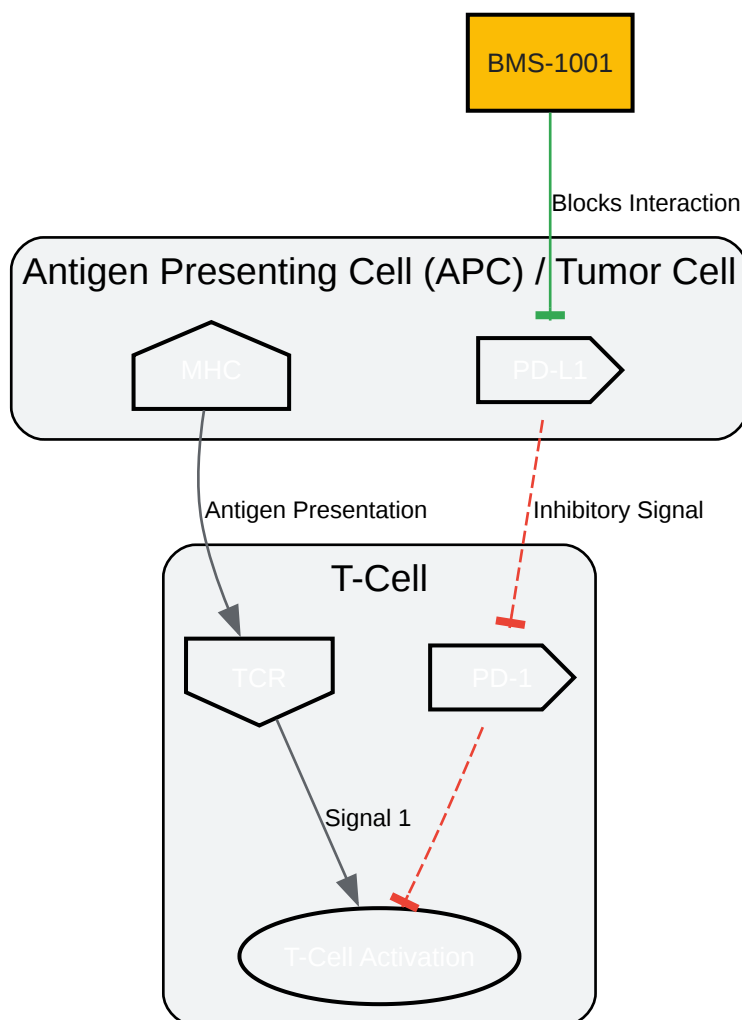 BMS-1001
Blocks Interaction
Antigen Presenting Cell (APC) / Tumor Cell
MHC
PD-L1
Antigen Presentation
Inhibitory Signal
T-Cell
TCR
PD-1
Signal 1
T-Cell Activation